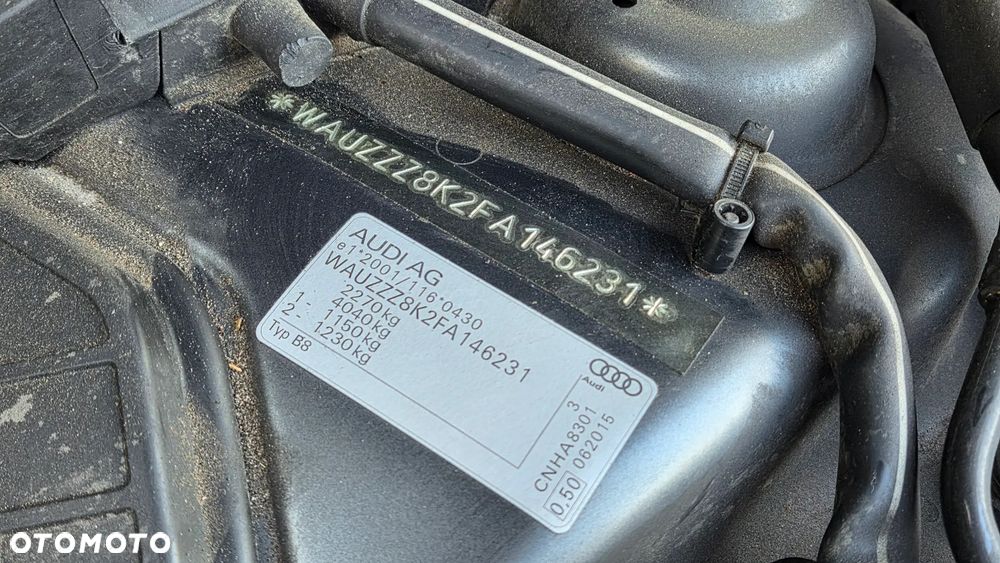 *WAUZZZ8K2FA146231*
AUDI AG
e1*2001/116*0430
WAUZZZ8K2FA146231
2270kg
4040kg
1- 1150kg
2- 1230kg
Typ B8
Audi
CNHA8301 3
0.50 062015
OTOMOTO